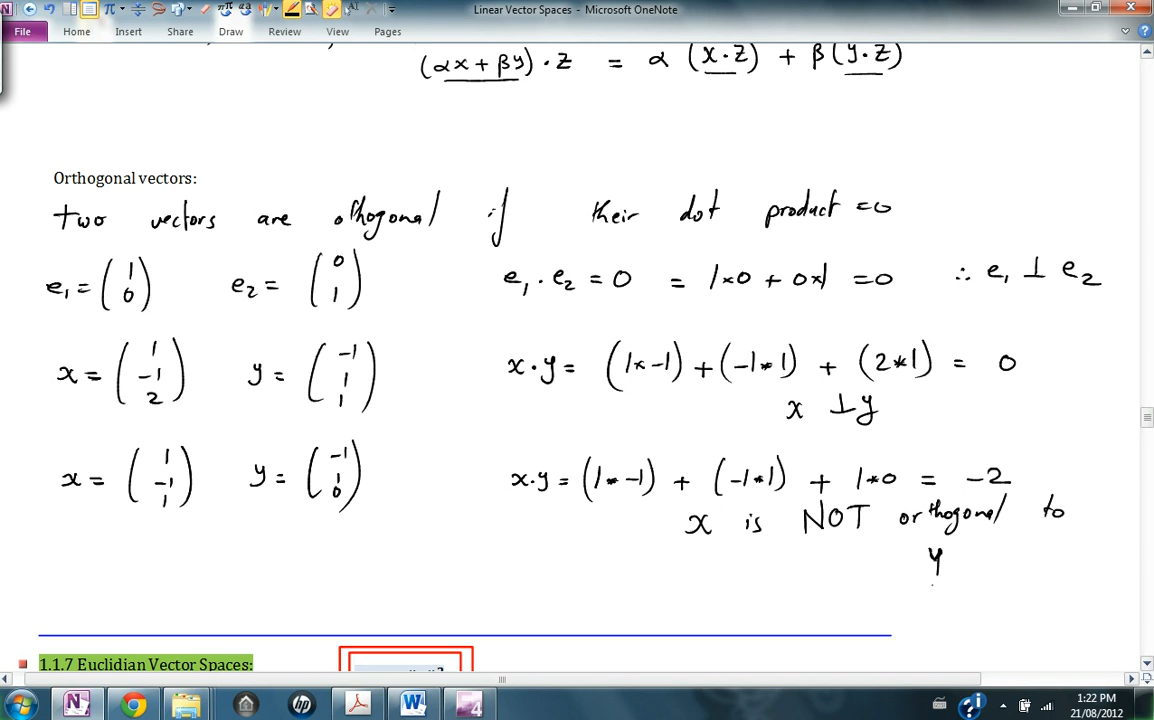 Linear Vector Spaces - Microsoft OneNote
File Home Insert Share Draw Review View Pages
(αx + βy) · z = α (x · z) + β (y · z)
Orthogonal vectors:
two vectors are othogonal if their dot product =0
e₁ = (1 0) e₂ = (0 1) e₁ . e₂ = 0 = 1×0 + 0×1 =0 ∴ e₁ ⊥ e₂
x = (1 -1 2) y = (-1 1 1) x · y = (1*-1) + (-1*1) + (2*1) = 0
x ⊥ y
x = (1 -1 1) y = (-1 1 0) x.y = (1*-1) + (-1*1) + 1*0 = -2
x is NOT orthogonal to
y
1.1.7 Euclidian Vector Spaces:
1:22 PM
21/08/2012